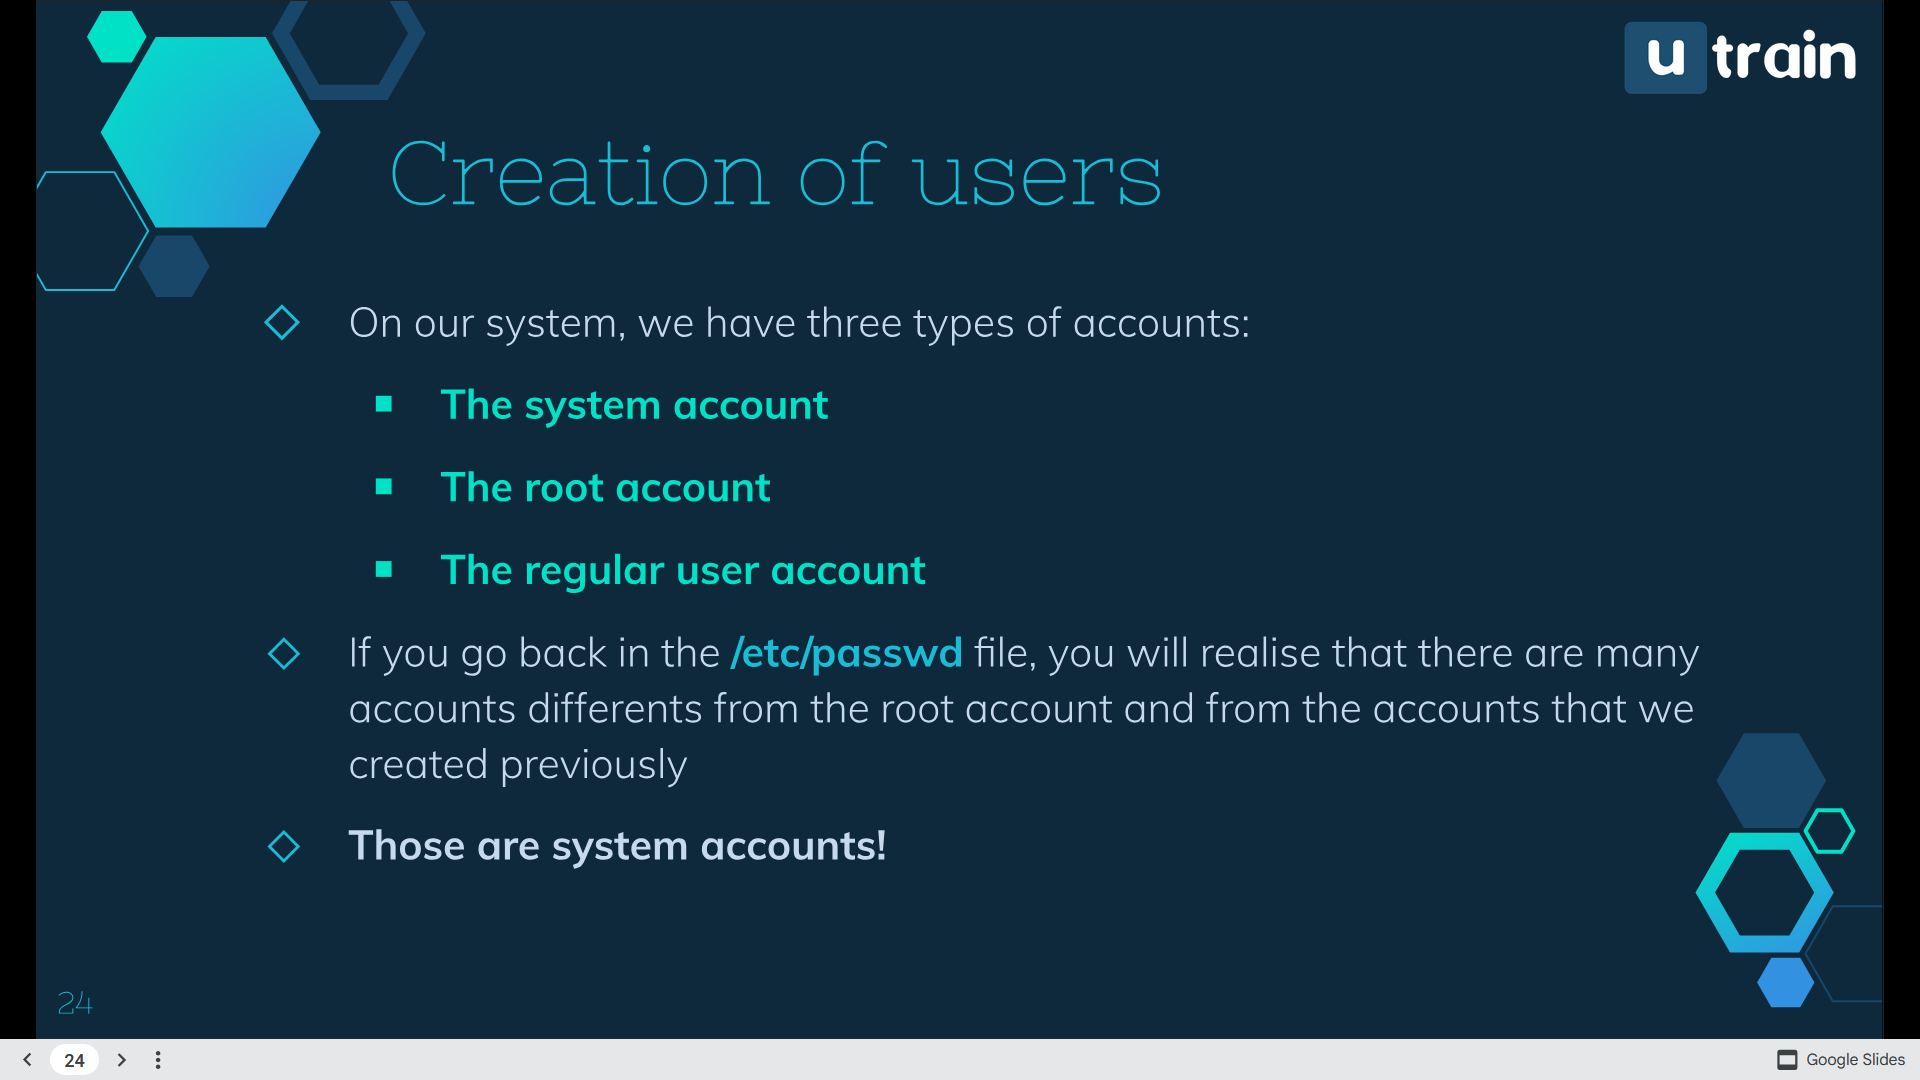 u train
Creation of users
On our system, we have three types of accounts:
The system account
The root account
The regular user account
If you go back in the /etc/passwd file, you will realise that there are many
accounts differents from the root account and from the accounts that we
created previously
Those are system accounts!
24
24
Google Slides